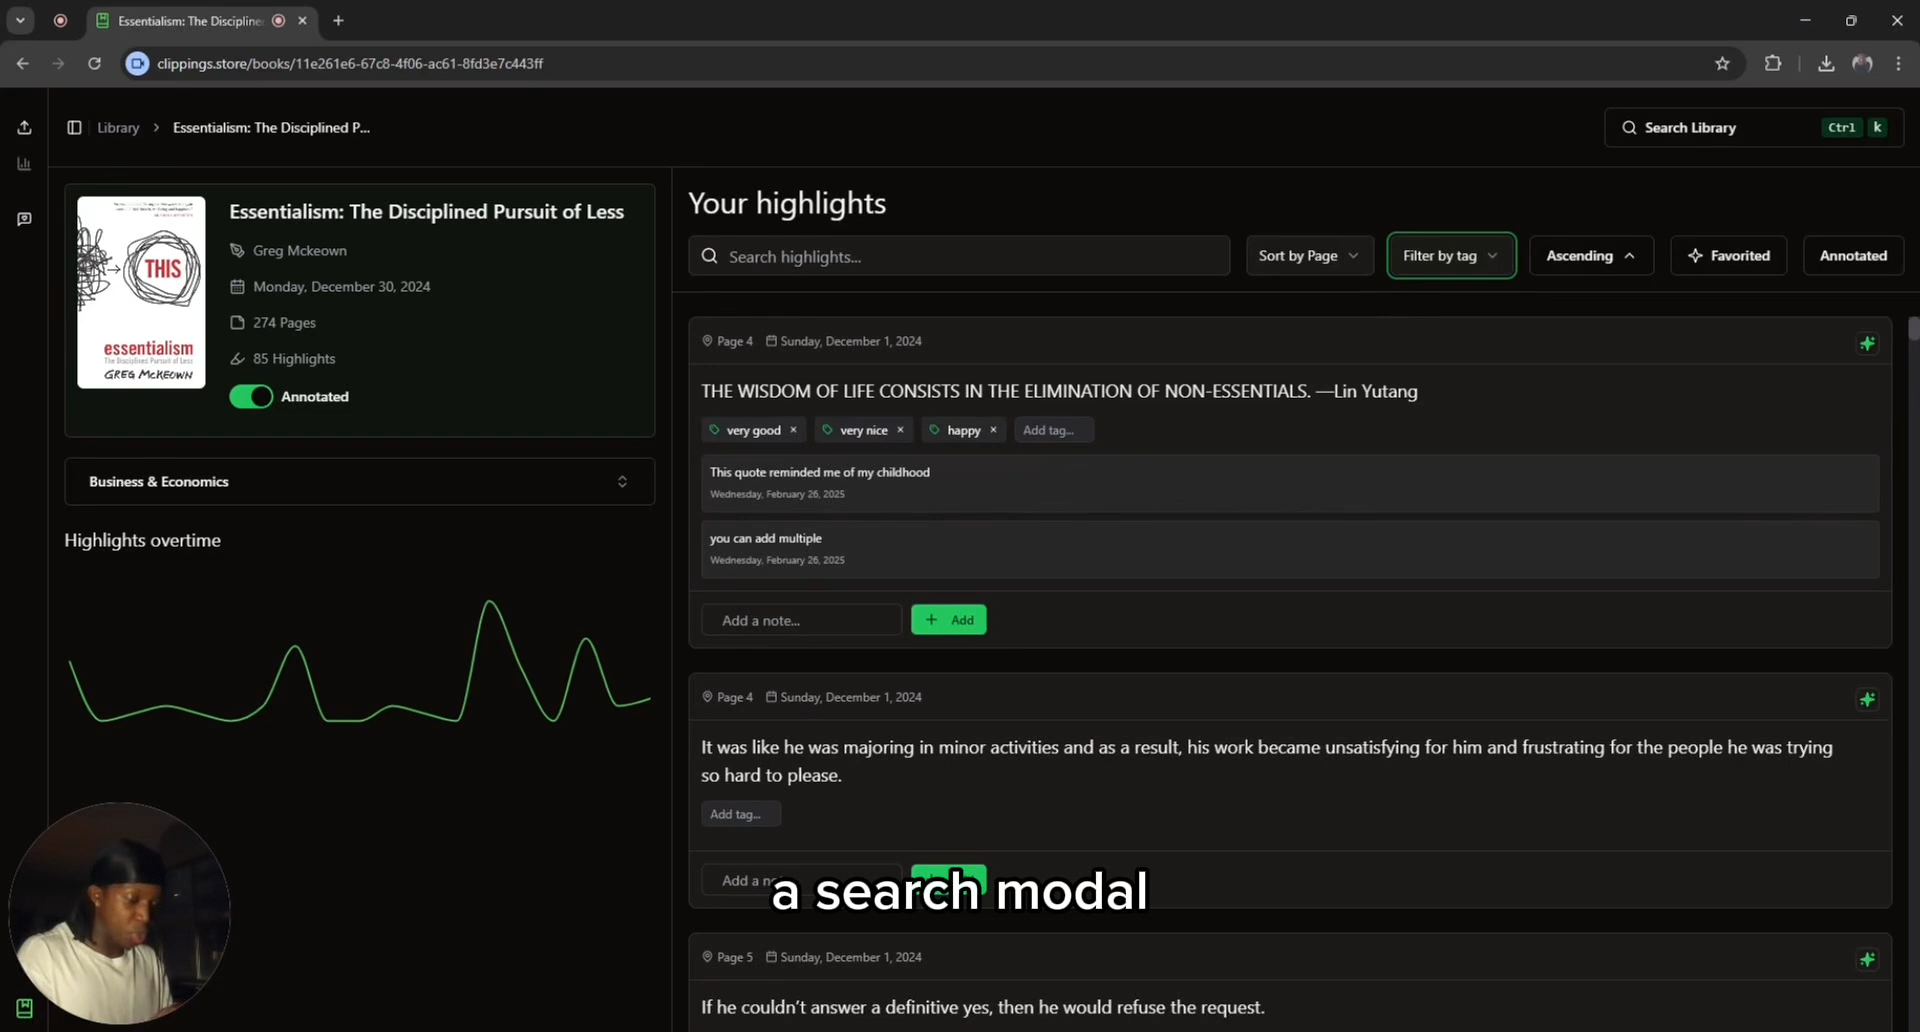 Essentialism: The Discipline
clippings.store/books/11e261e6-67c8-4f06-ac61-8fd3e7c443ff
Library
Essentialism: The Disciplined P...
Search Library
Ctrl
k
THIS
essentialism
The Disciplined Pursuit of Less
GREG MCKEOWN
Essentialism: The Disciplined Pursuit of Less
Greg Mckeown
Monday, December 30, 2024
274 Pages
85 Highlights
Annotated
Business & Economics
Highlights overtime
Your highlights
Search highlights...
Sort by Page
Filter by tag
Ascending
Favorited
Annotated
Page 4
Sunday, December 1, 2024
THE WISDOM OF LIFE CONSISTS IN THE ELIMINATION OF NON-ESSENTIALS. —Lin Yutang
very good ×
very nice ×
happy ×
Add tag...
This quote reminded me of my childhood
Wednesday, February 26, 2025
you can add multiple
Wednesday, February 26, 2025
Add a note...
+ Add
Page 4
Sunday, December 1, 2024
It was like he was majoring in minor activities and as a result, his work became unsatisfying for him and frustrating for the people he was trying
so hard to please.
Add tag...
Add a no
a search modal
Page 5
Sunday, December 1, 2024
If he couldn't answer a definitive yes, then he would refuse the request.